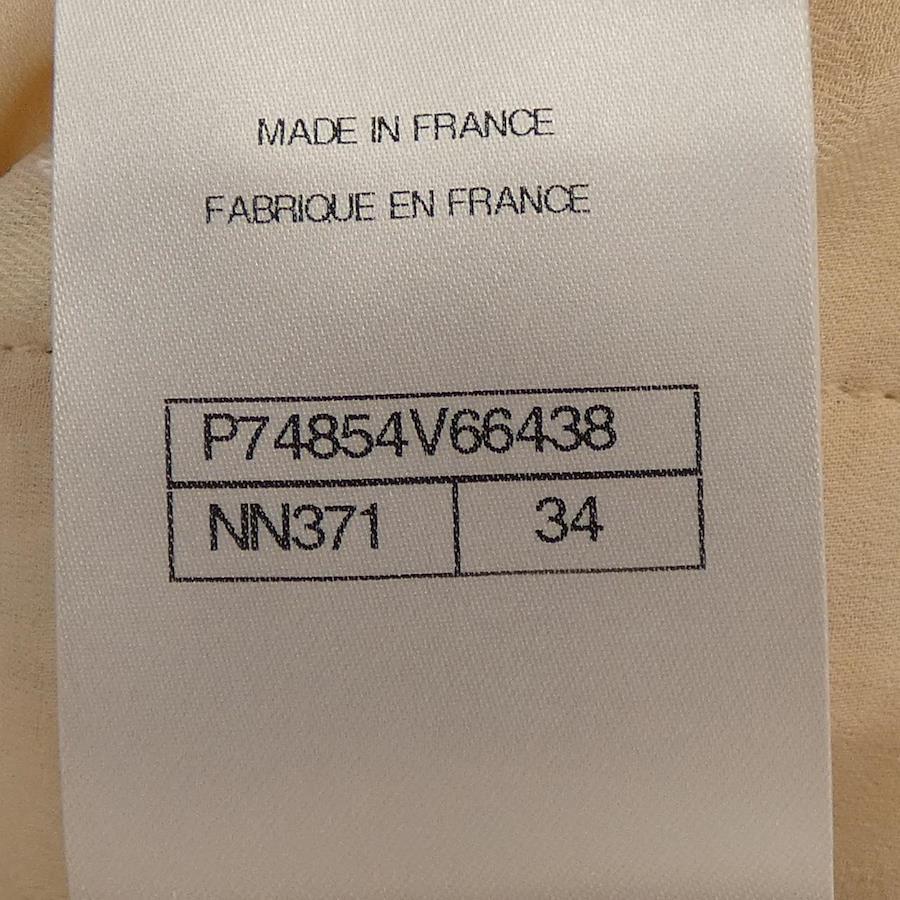 MADE IN FRANCE
FABRIQUE EN FRANCE
P74854V66438
NN371 34